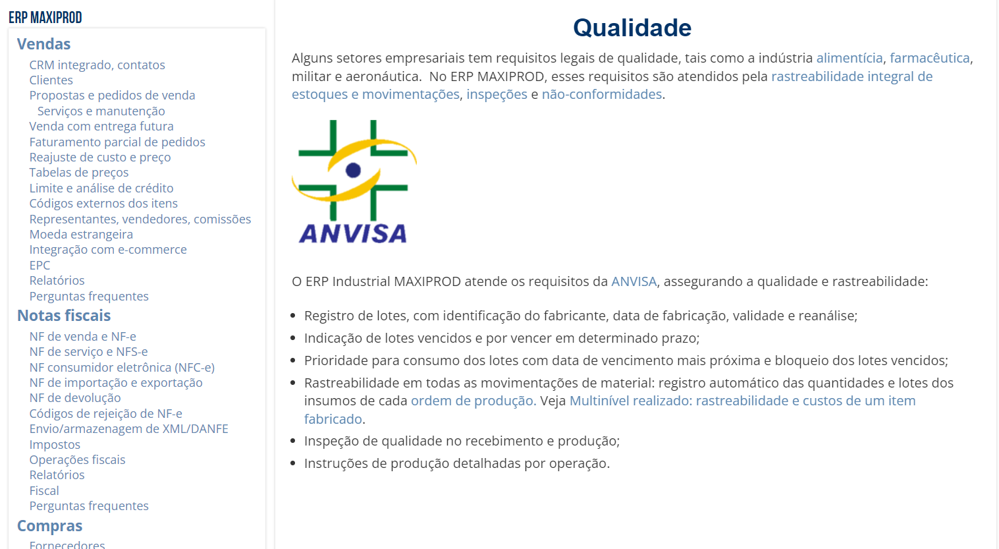 ERP MAXIPROD
Vendas
CRM integrado, contatos
Clientes
Propostas e pedidos de venda
Serviços e manutenção
Venda com entrega futura
Faturamento parcial de pedidos
Reajuste de custo e preço
Tabelas de preços
Limite e análise de crédito
Códigos externos dos itens
Representantes, vendedores, comissões
Moeda estrangeira
Integração com e-commerce
EPC
Relatórios
Perguntas frequentes
Notas fiscais
NF de venda e NF-e
NF de serviço e NFS-e
NF consumidor eletrônica (NFC-e)
NF de importação e exportação
NF de devolução
Códigos de rejeição de NF-e
Envio/armazenagem de XML/DANFE
Impostos
Operações fiscais
Relatórios
Fiscal
Perguntas frequentes
Compras
Fornecedores
Qualidade
Alguns setores empresariais tem requisitos legais de qualidade, tais como a indústria alimentícia, farmacêutica,
militar e aeronáutica.  No ERP MAXIPROD, esses requisitos são atendidos pela rastreabilidade integral de
estoques e movimentações, inspeções e não-conformidades.
ANVISA
O ERP Industrial MAXIPROD atende os requisitos da ANVISA, assegurando a qualidade e rastreabilidade:
• Registro de lotes, com identificação do fabricante, data de fabricação, validade e reanálise;
• Indicação de lotes vencidos e por vencer em determinado prazo;
• Prioridade para consumo dos lotes com data de vencimento mais próxima e bloqueio dos lotes vencidos;
• Rastreabilidade em todas as movimentações de material: registro automático das quantidades e lotes dos
insumos de cada ordem de produção. Veja Multinível realizado: rastreabilidade e custos de um item
fabricado.
• Inspeção de qualidade no recebimento e produção;
• Instruções de produção detalhadas por operação.